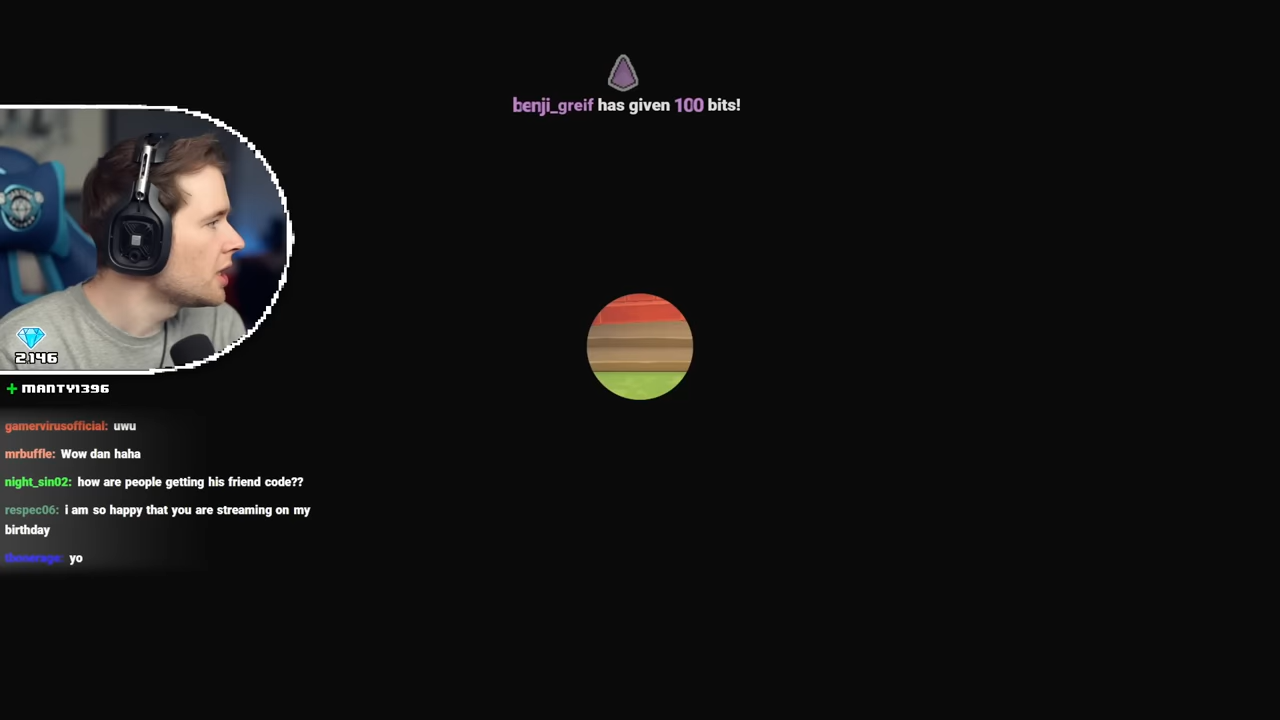 benji_greif has given 100 bits!
2146
+ MANTY1396
gamervirusofficial: uwu
mrbuffle: Wow dan haha
night_sin02: how are people getting his friend code??
respec06: i am so happy that you are streaming on my
birthday
yo